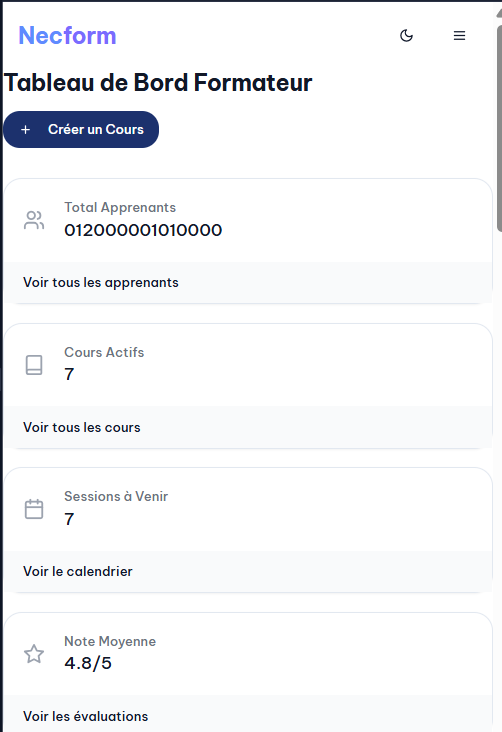 Necform
Tableau de Bord Formateur
+ Créer un Cours
Total Apprenants
012000001010000
Voir tous les apprenants
Cours Actifs
7
Voir tous les cours
Sessions à Venir
7
Voir le calendrier
Note Moyenne
4.8/5
Voir les évaluations